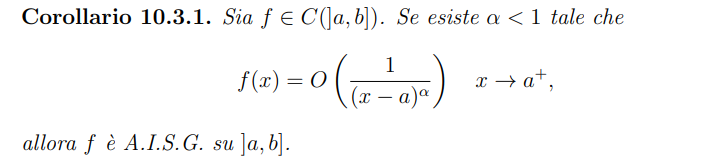 Corollario 10.3.1. Sia f ∈ C(]a, b]). Se esiste α < 1 tale che
f(x) = O ( 1 / (x − a)^α )   x → a⁺,
allora f è A.I.S.G. su ]a, b].